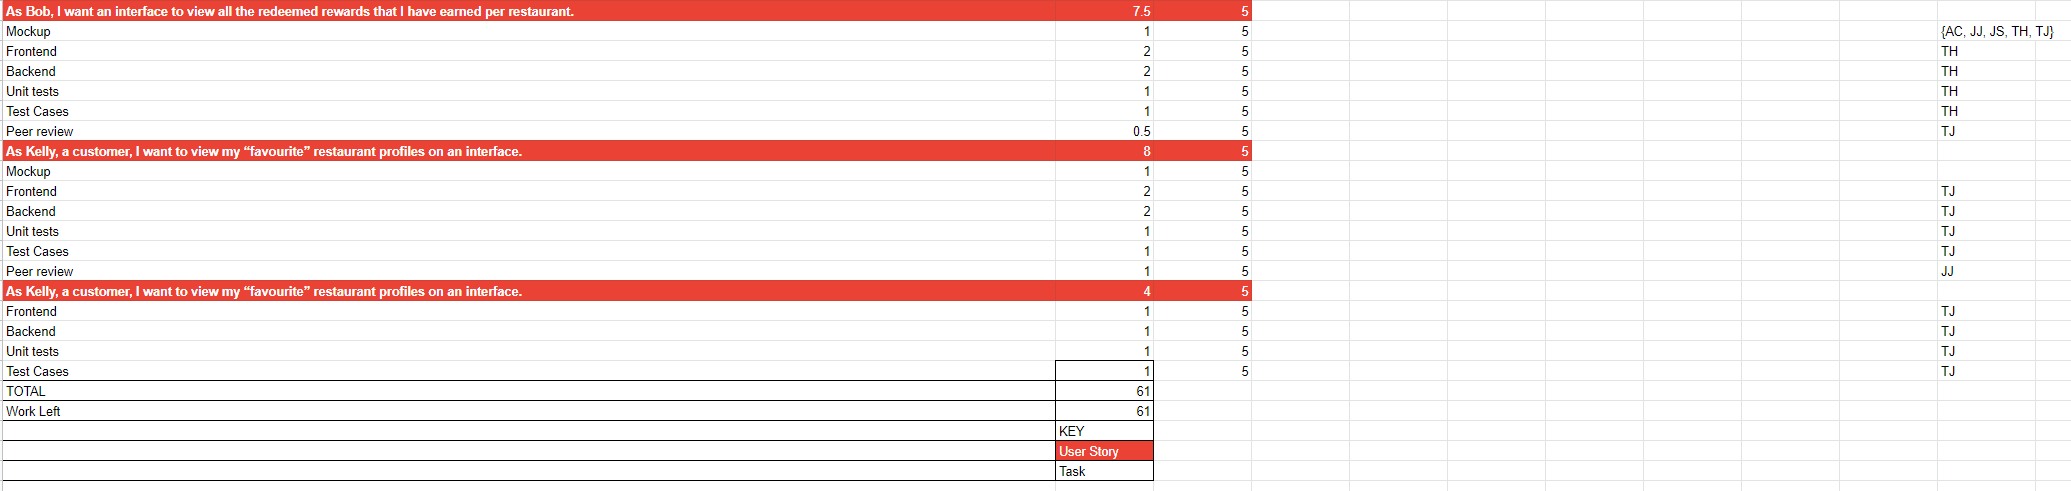 As Bob, I want an interface to view all the redeemed rewards that I have earned per restaurant. 7.5 5
Mockup 1 5 {AC, JJ, JS, TH, TJ}
Frontend 2 5 TH
Backend 2 5 TH
Unit tests 1 5 TH
Test Cases 1 5 TH
Peer review 0.5 5 TJ
As Kelly, a customer, I want to view my “favourite” restaurant profiles on an interface. 8 5
Mockup 1 5
Frontend 2 5 TJ
Backend 2 5 TJ
Unit tests 1 5 TJ
Test Cases 1 5 TJ
Peer review 1 5 JJ
As Kelly, a customer, I want to view my “favourite” restaurant profiles on an interface. 4 5
Frontend 1 5 TJ
Backend 1 5 TJ
Unit tests 1 5 TJ
Test Cases 1 5 TJ
TOTAL 61
Work Left 61
KEY
User Story
Task